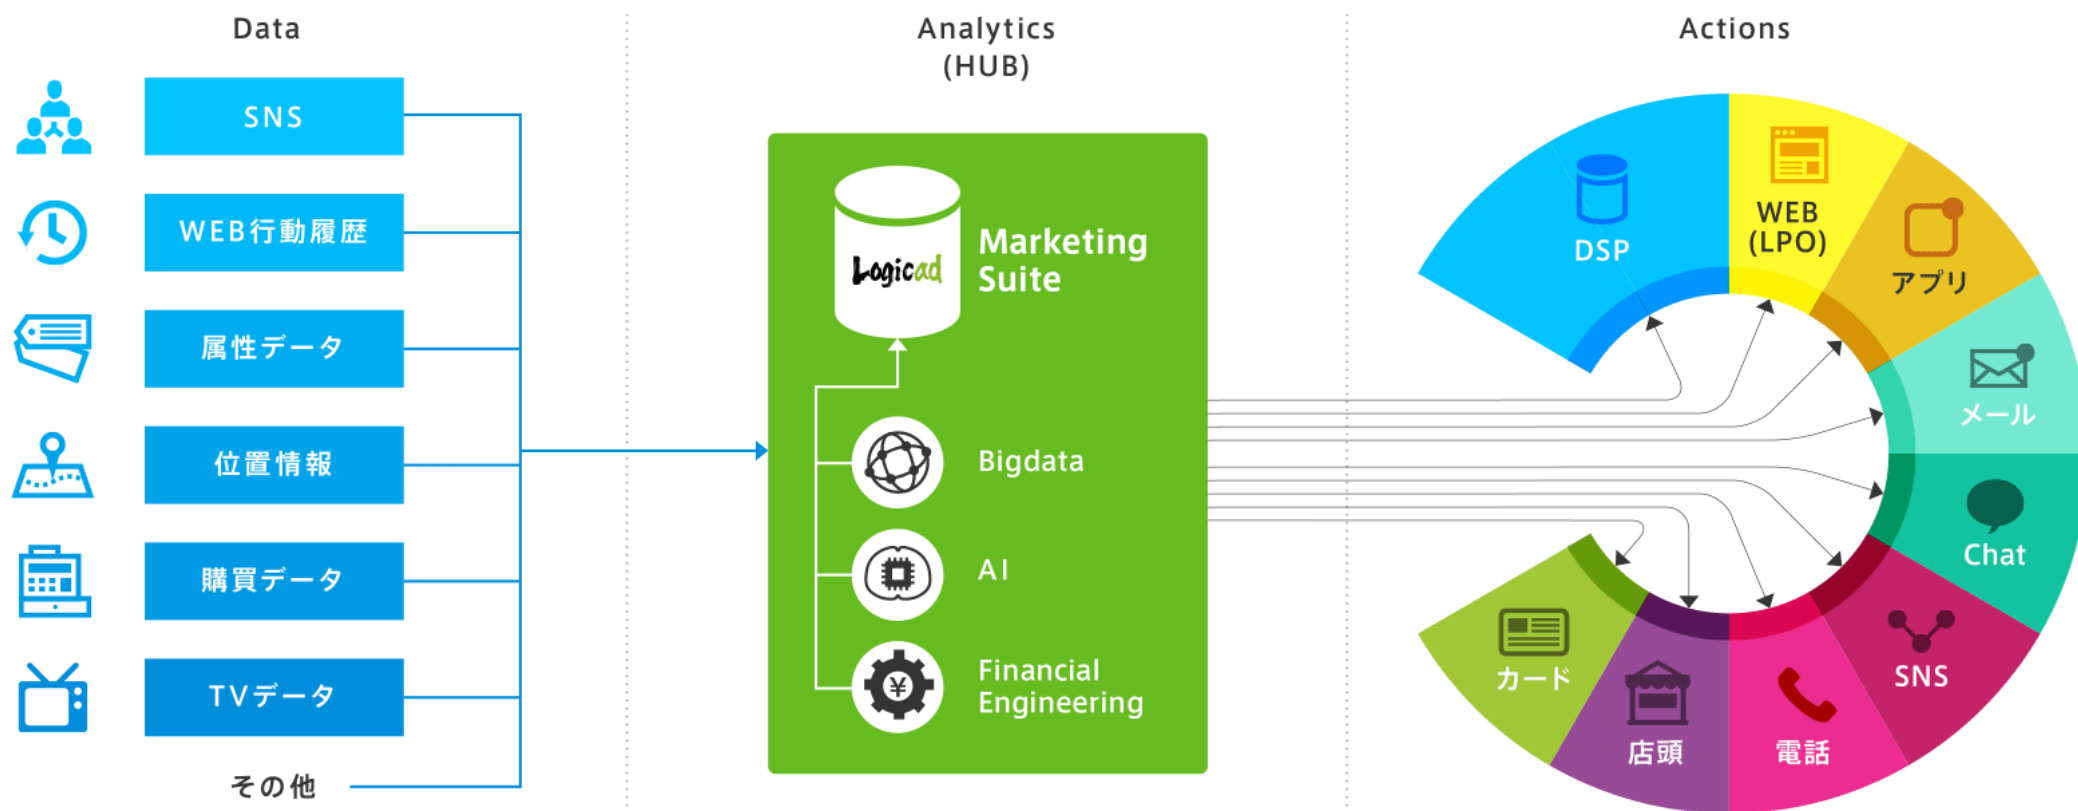 Data
SNS
WEB行動履歴
属性データ
位置情報
購買データ
TVデータ
その他
Analytics
(HUB)
Logicad
Marketing
Suite
Bigdata
AI
¥
Financial
Engineering
Actions
DSP
WEB
(LPO)
アプリ
メール
Chat
SNS
電話
店頭
カード